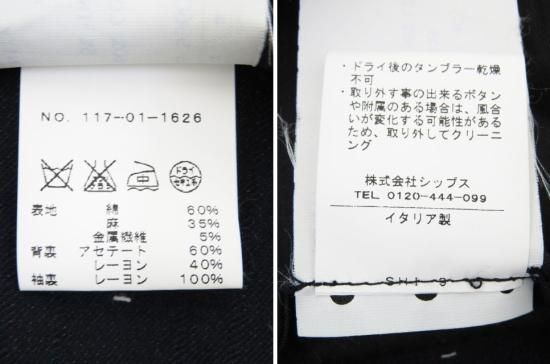 NO. 117-01-1626
ドライ
セキユ系
表地 綿 60%
麻 35%
金属繊維 5%
背裏 アセテート 60%
レーヨン 40%
袖裏 レーヨン 100%
・ドライ後のタンブラー乾燥
不可
・取り外す事の出来るボタン
や附属のある場合は、風合
いが変化する可能性がある
ため、取り外してクリーニ
ング
株式会社シップス
TEL 0120-444-099
イタリア製